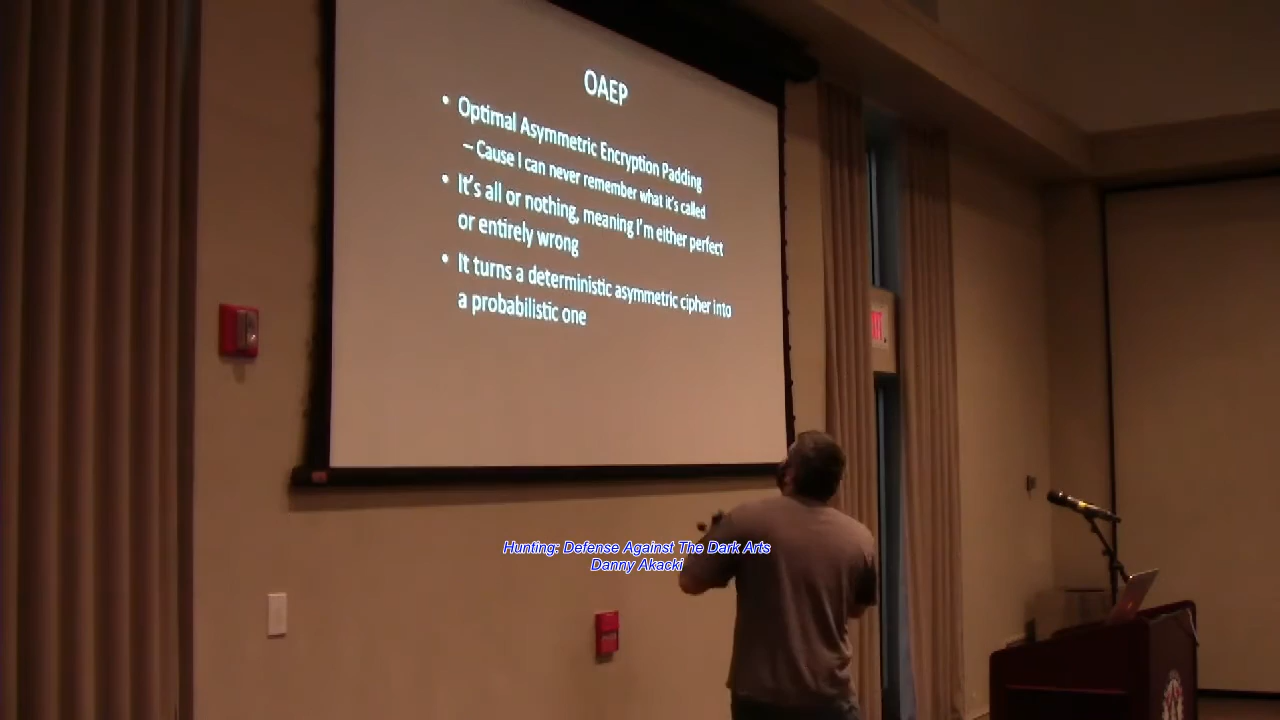 OAEP
• Optimal Asymmetric Encryption Padding
– Cause I can never remember what it's called
• It's all or nothing, meaning I'm either perfect
or entirely wrong
• It turns a deterministic asymmetric cipher into
a probabilistic one
Hunting: Defense Against The Dark Arts
Danny Akacki